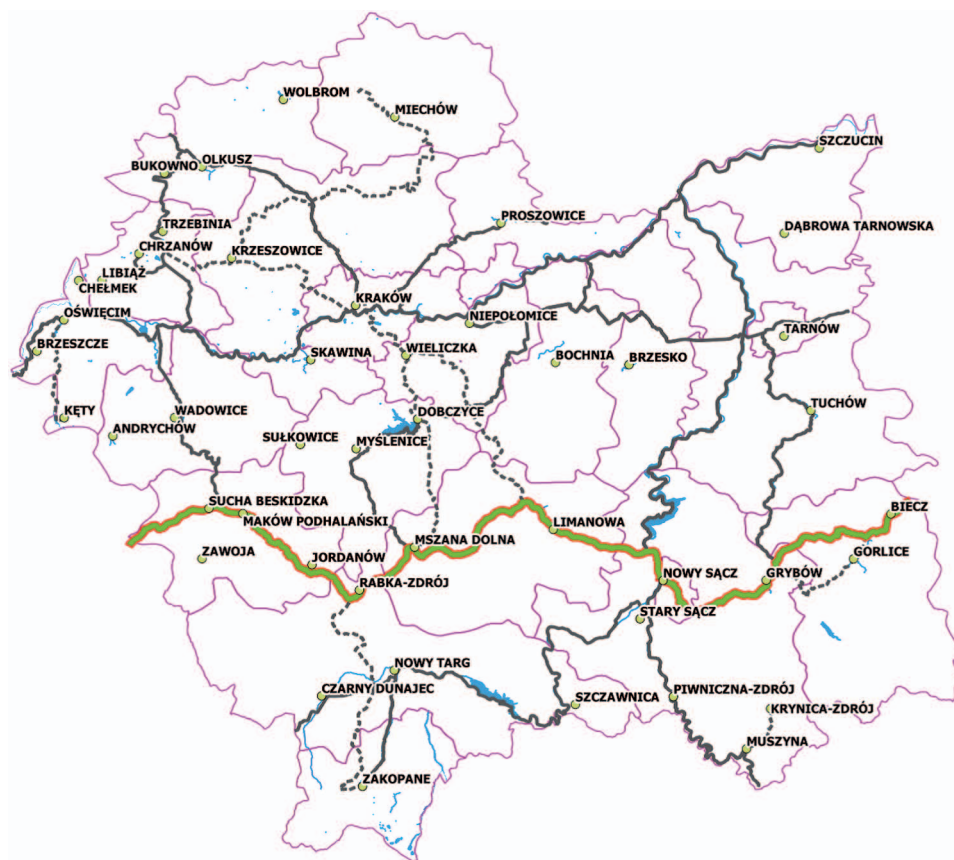 WOLBROM
MIECHÓW
SZCZUCIN
OLKUSZ
BUKOWNO
PROSZOWICE
TRZEBINIA
DĄBROWA TARNOWSKA
CHRZANÓW
KRZESZOWICE
LIBIĄŻ
CHEŁMEK
KRAKÓW
OŚWIĘCIM
NIEPOŁOMICE
TARNÓW
BRZESZCZE
SKAWINA
WIELICZKA
BOCHNIA
BRZESKO
KĘTY
WADOWICE
DOBCZYCE
TUCHÓW
ANDRYCHÓW
SUŁKOWICE
MYŚLENICE
SUCHA BESKIDZKA
BIECZ
MAKÓW PODHALAŃSKI
LIMANOWA
ZAWOJA
MSZANA DOLNA
GORLICE
JORDANÓW
RABKA-ZDRÓJ
NOWY SĄCZ
GRYBÓW
STARY SĄCZ
NOWY TARG
CZARNY DUNAJEC
SZCZAWNICA
PIWNICZNA-ZDRÓJ
KRYNICA-ZDRÓJ
MUSZYNA
ZAKOPANE